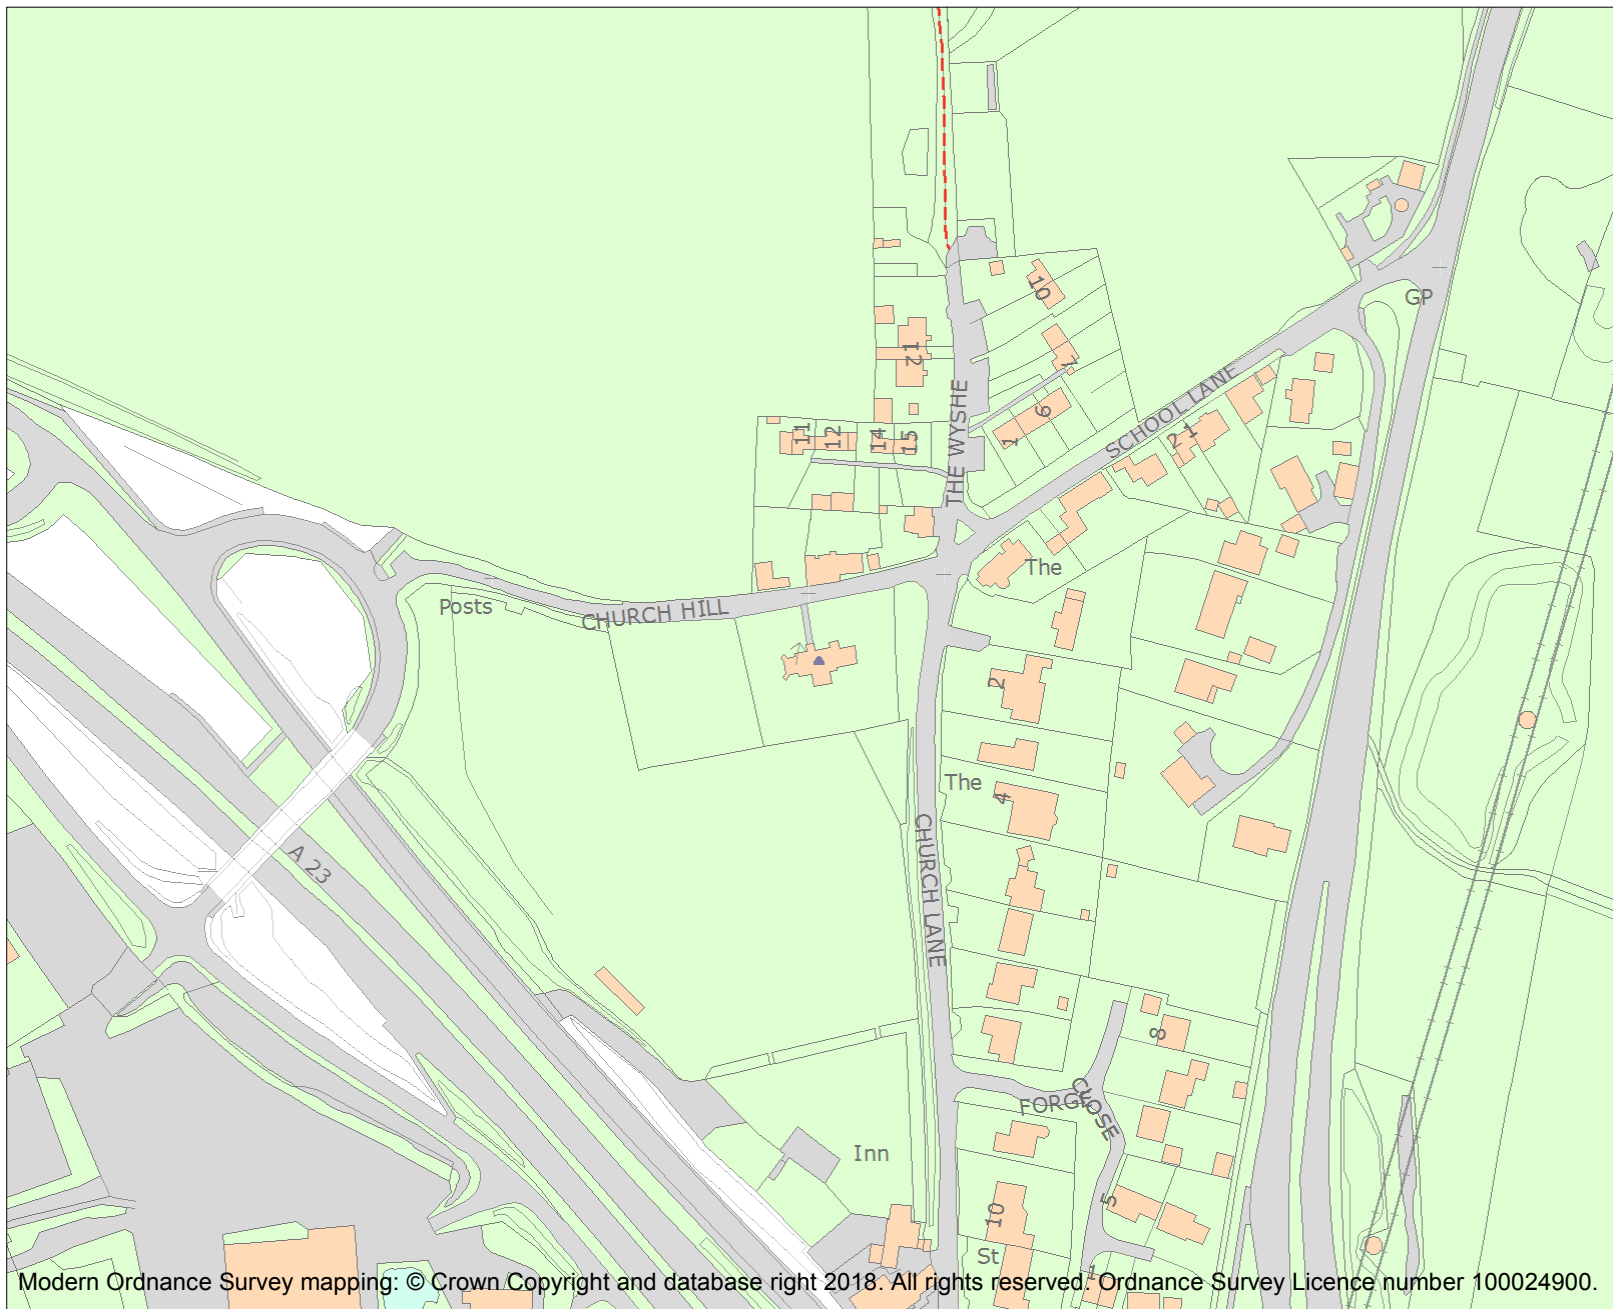 10
GP
12
7
SCHOOL LANE
6
THE WYSHE
11
12
14
15
1
21
The
Posts
CHURCH HILL
2
The
4
A 23
CHURCH LANE
8
FORGE
CLOSE
Inn
5
10
St
1
Modern Ordnance Survey mapping: © Crown Copyright and database right 2018. All rights reserved. Ordnance Survey Licence number 100024900.